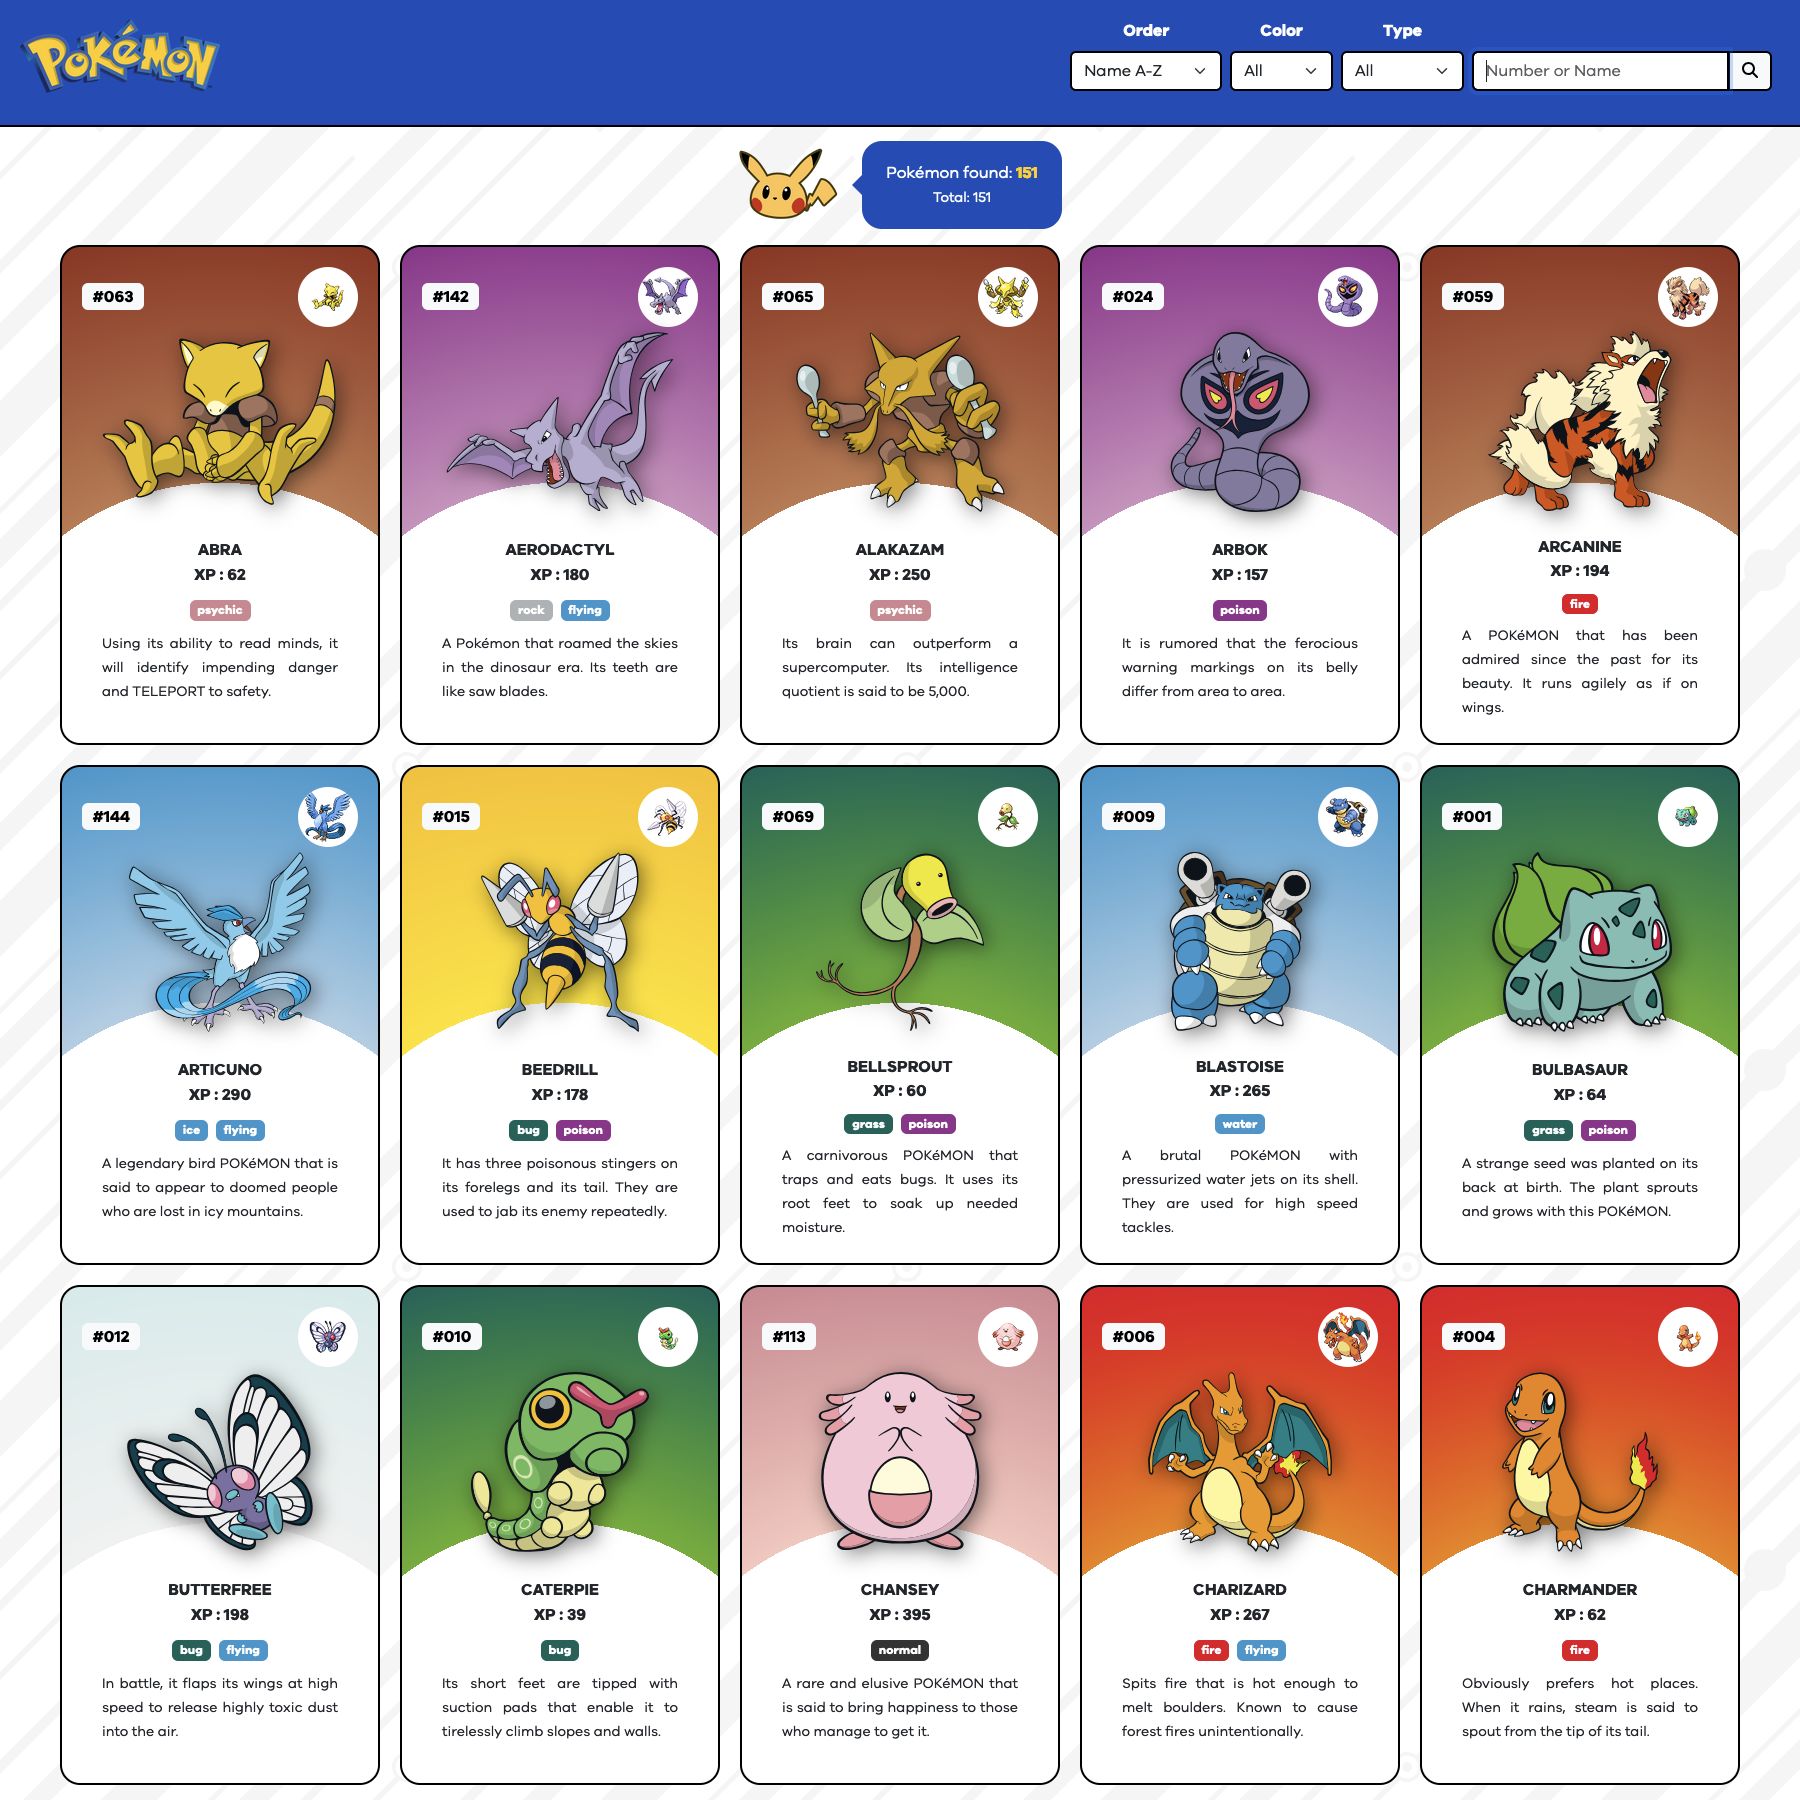 POKéMON
Order
Color
Type
Name A-Z
All
All
Number or Name
Pokémon found: 151
Total: 151
#063
ABRA
XP : 62
psychic
Using its ability to read minds, it
will identify impending danger
and TELEPORT to safety.
#142
AERODACTYL
XP : 180
rock flying
A Pokémon that roamed the skies
in the dinosaur era. Its teeth are
like saw blades.
#065
ALAKAZAM
XP : 250
psychic
Its brain can outperform a
supercomputer. Its intelligence
quotient is said to be 5,000.
#024
ARBOK
XP : 157
poison
It is rumored that the ferocious
warning markings on its belly
differ from area to area.
#059
ARCANINE
XP : 194
fire
A POKéMON that has been
admired since the past for its
beauty. It runs agilely as if on
wings.
#144
ARTICUNO
XP : 290
ice flying
A legendary bird POKéMON that is
said to appear to doomed people
who are lost in icy mountains.
#015
BEEDRILL
XP : 178
bug poison
It has three poisonous stingers on
its forelegs and its tail. They are
used to jab its enemy repeatedly.
#069
BELLSPROUT
XP : 60
grass poison
A carnivorous POKéMON that
traps and eats bugs. It uses its
root feet to soak up needed
moisture.
#009
BLASTOISE
XP : 265
water
A brutal POKéMON with
pressurized water jets on its shell.
They are used for high speed
tackles.
#001
BULBASAUR
XP : 64
grass poison
A strange seed was planted on its
back at birth. The plant sprouts
and grows with this POKéMON.
#012
BUTTERFREE
XP : 198
bug flying
In battle, it flaps its wings at high
speed to release highly toxic dust
into the air.
#010
CATERPIE
XP : 39
bug
Its short feet are tipped with
suction pads that enable it to
tirelessly climb slopes and walls.
#113
CHANSEY
XP : 395
normal
A rare and elusive POKéMON that
is said to bring happiness to those
who manage to get it.
#006
CHARIZARD
XP : 267
fire flying
Spits fire that is hot enough to
melt boulders. Known to cause
forest fires unintentionally.
#004
CHARMANDER
XP : 62
fire
Obviously prefers hot places.
When it rains, steam is said to
spout from the tip of its tail.